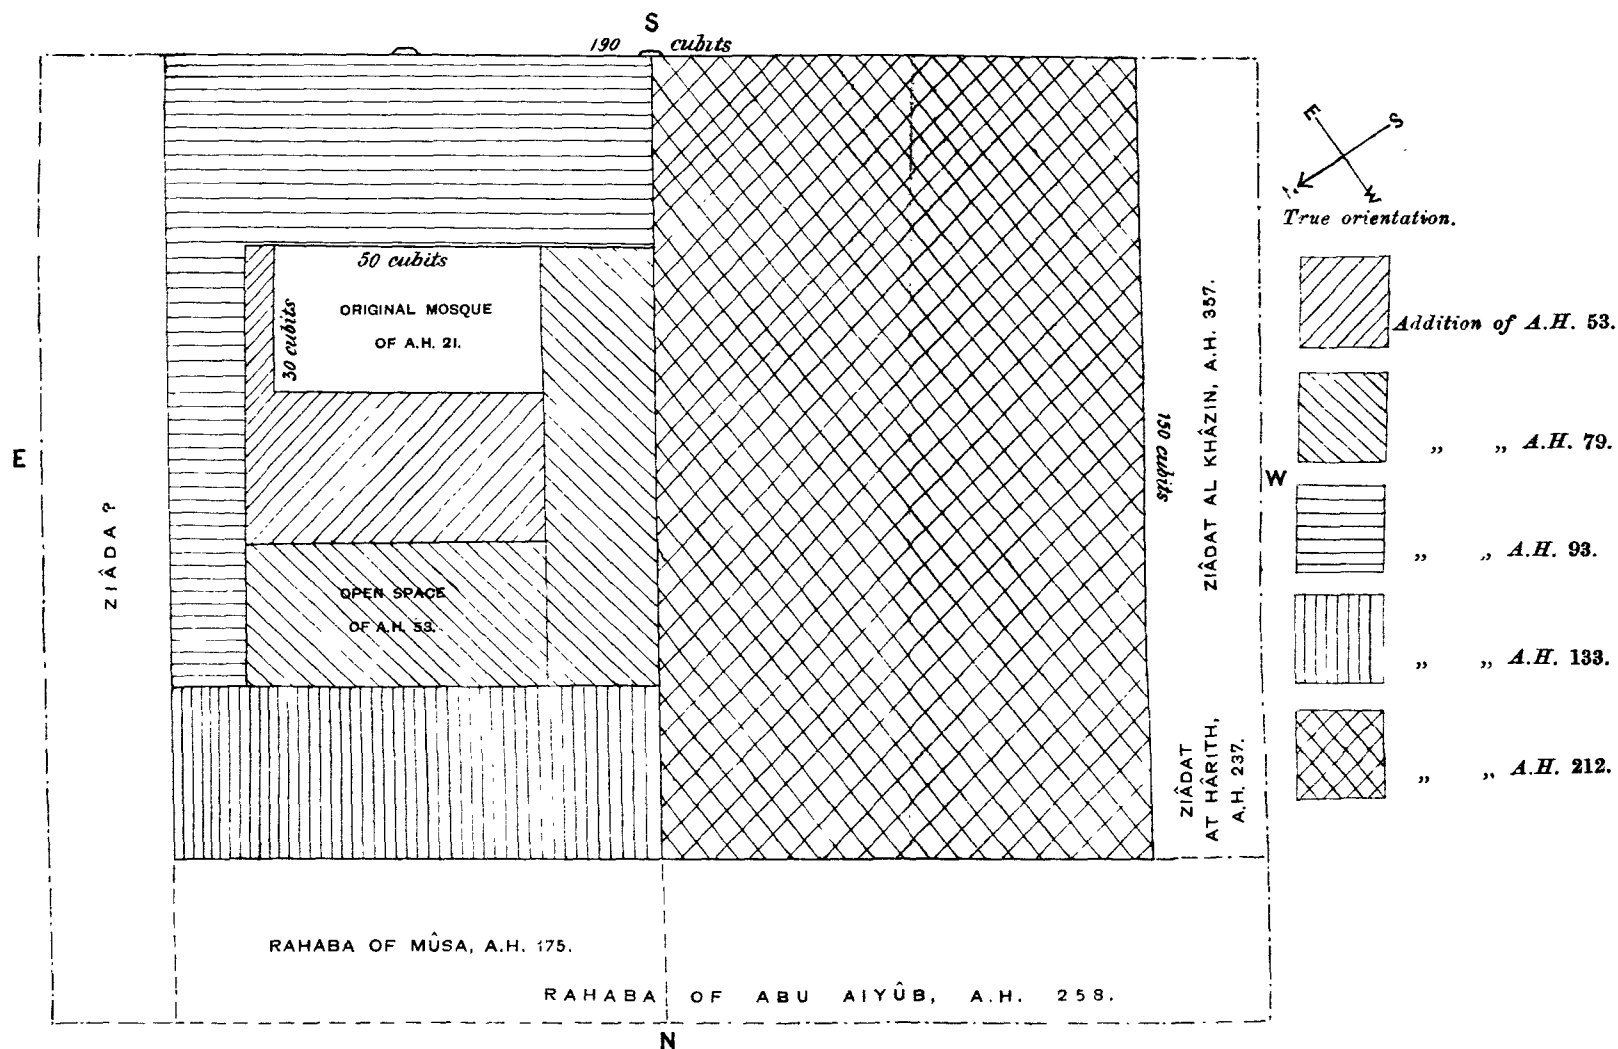 S
190 cubits
50 cubits
30 cubits
ORIGINAL MOSQUE
OF A.H. 21.
OPEN SPACE
OF A.H. 53.
E
ZIÂDA ?
150 cubits
ZIÂDAT AL KHÂZIN, A.H. 357.
W
ZIÂDAT
AT HÂRITH,
A.H. 237.
RAHABA OF MÛSA, A.H. 175.
RAHABA OF ABU AIYÛB, A.H. 258.
N
E
S
W
True orientation.
Addition of A.H. 53.
„ „ A.H. 79.
„ „ A.H. 93.
„ „ A.H. 133.
„ „ A.H. 212.